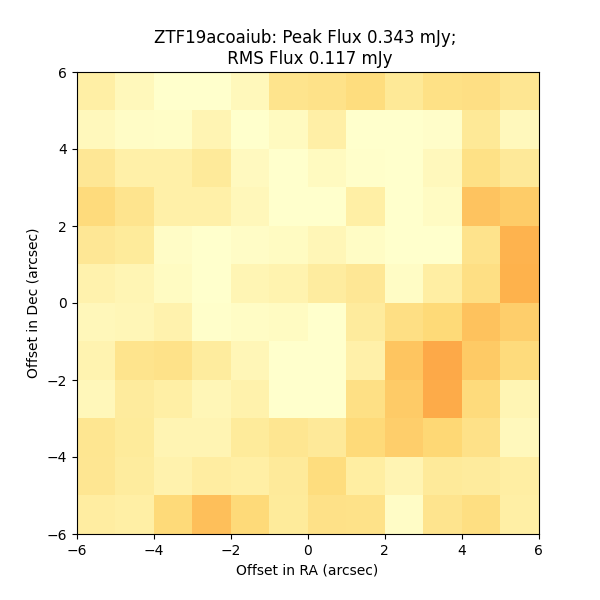 ZTF19acoaiub: Peak Flux 0.343 mJy;
RMS Flux 0.117 mJy
6
4
2
0
−2
−4
−6
Offset in Dec (arcsec)
−6 −4 −2 0 2 4 6
Offset in RA (arcsec)